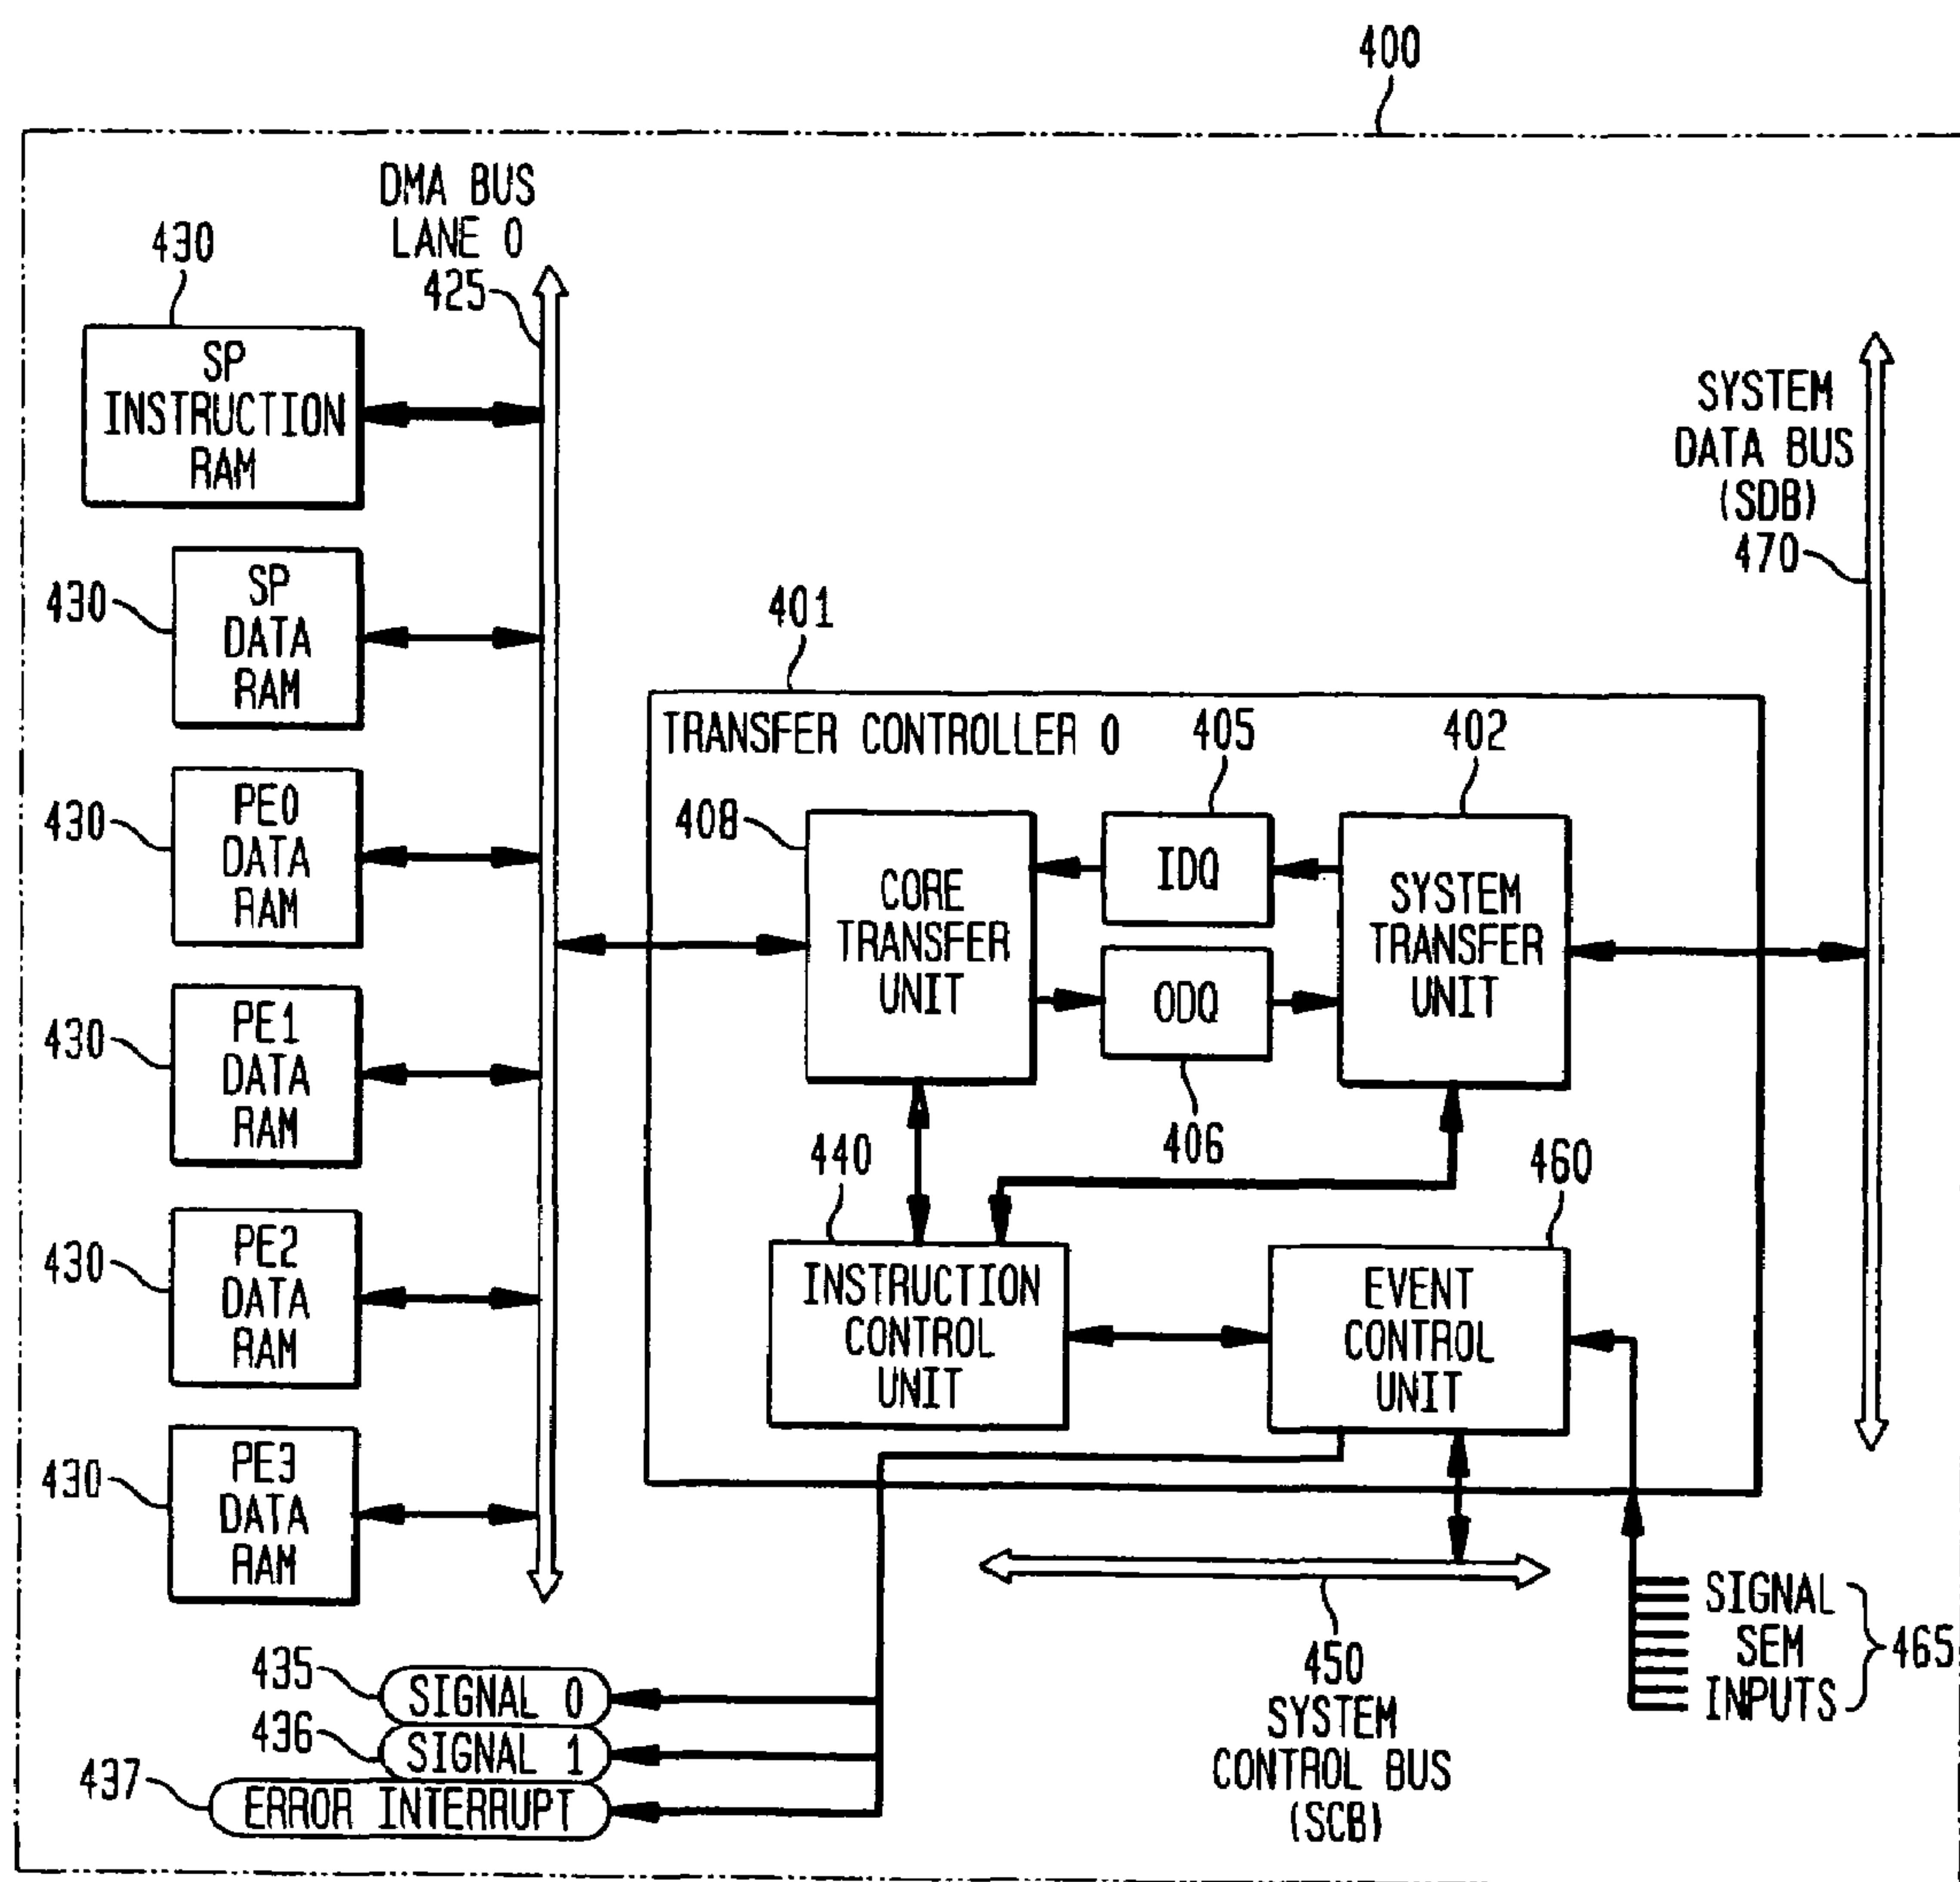 400
DMA BUS
LANE 0
425
430
SP
INSTRUCTION
RAM
430
SP
DATA
RAM
430
PE0
DATA
RAM
430
PE1
DATA
RAM
430
PE2
DATA
RAM
430
PE3
DATA
RAM
SYSTEM
DATA BUS
(SDB)
470
401
TRANSFER CONTROLLER 0
405
402
408
CORE
TRANSFER
UNIT
IDQ
ODQ
406
SYSTEM
TRANSFER
UNIT
440
INSTRUCTION
CONTROL
UNIT
460
EVENT
CONTROL
UNIT
435
SIGNAL 0
436
SIGNAL 1
437
ERROR INTERRUPT
450
SYSTEM
CONTROL BUS
(SCB)
SIGNAL
SEM
INPUTS
465